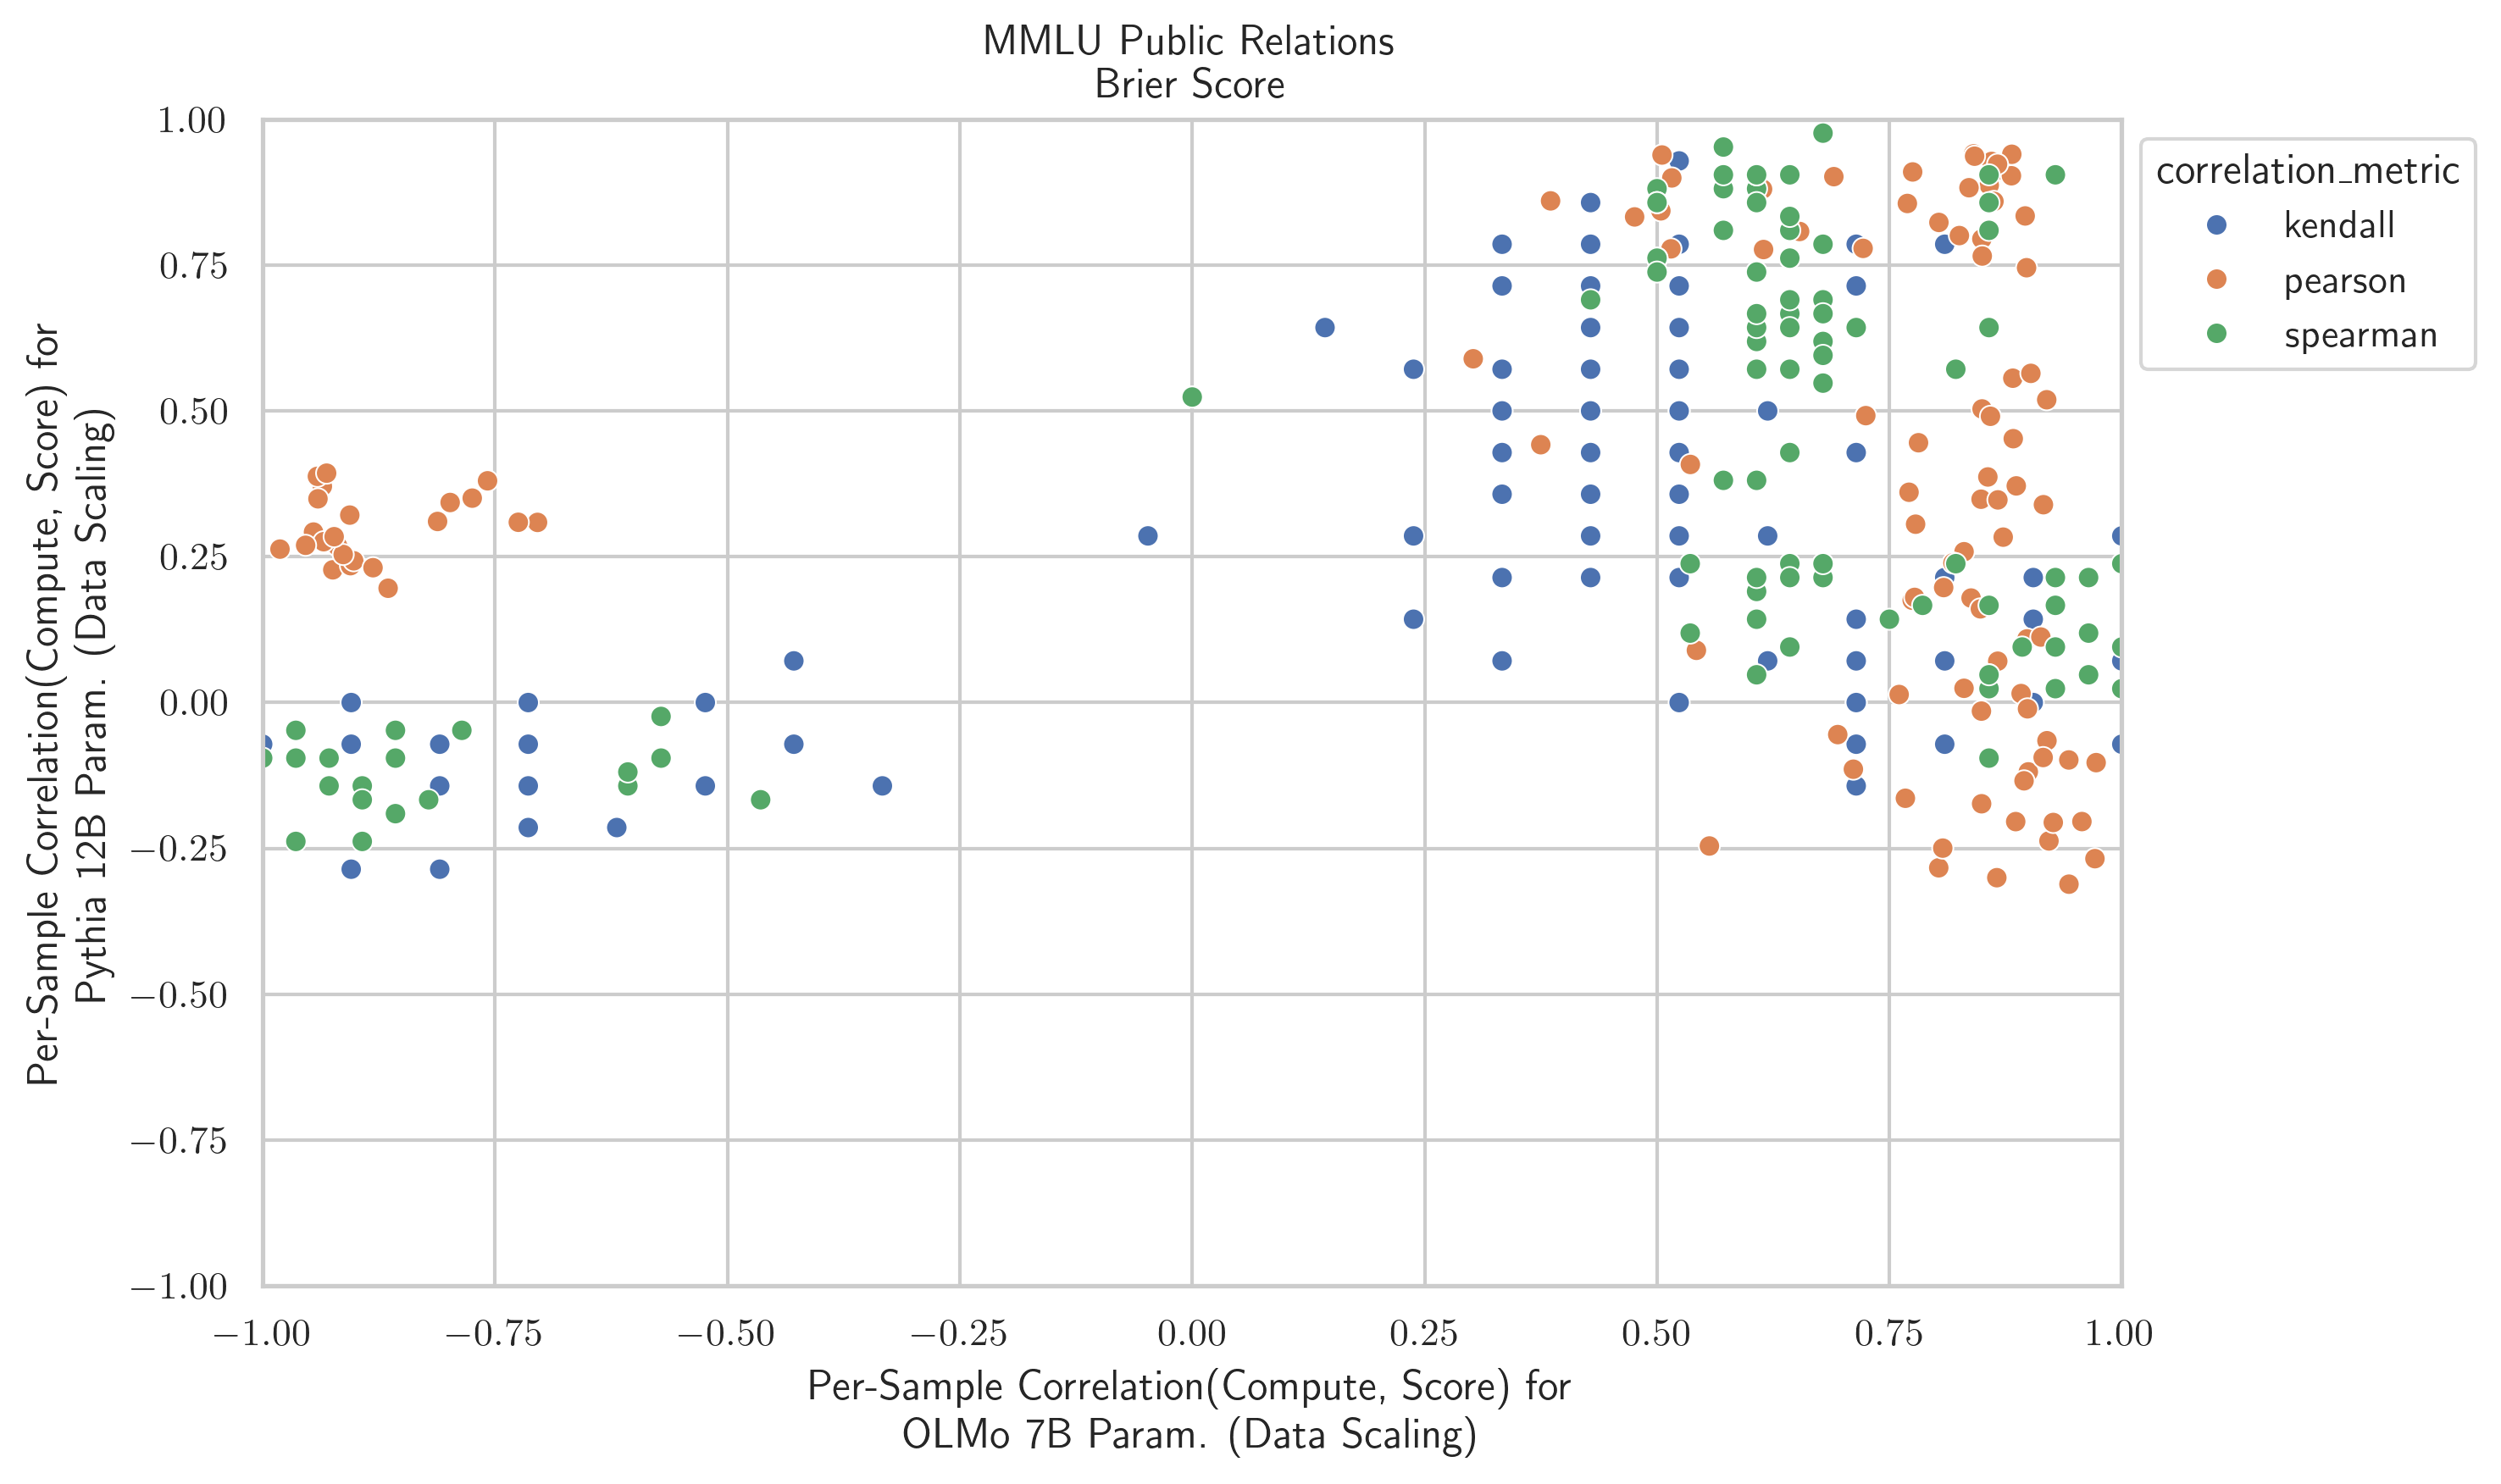 MMLU Public Relations
Brier Score
1.00
0.75
0.50
0.25
0.00
−0.25
−0.50
−0.75
−1.00
Per-Sample Correlation(Compute, Score) for
Pythia 12B Param. (Data Scaling)
−1.00 −0.75 −0.50 −0.25 0.00 0.25 0.50 0.75 1.00
Per-Sample Correlation(Compute, Score) for
OLMo 7B Param. (Data Scaling)
correlation_metric
kendall
pearson
spearman